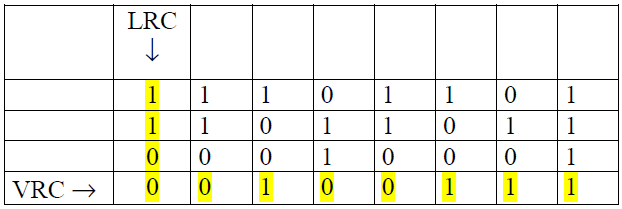 LRC
↓
1 1 1 0 1 1 0 1
1 1 0 1 1 0 1 1
0 0 0 1 0 0 0 1
VRC → 0 0 1 0 0 1 1 1